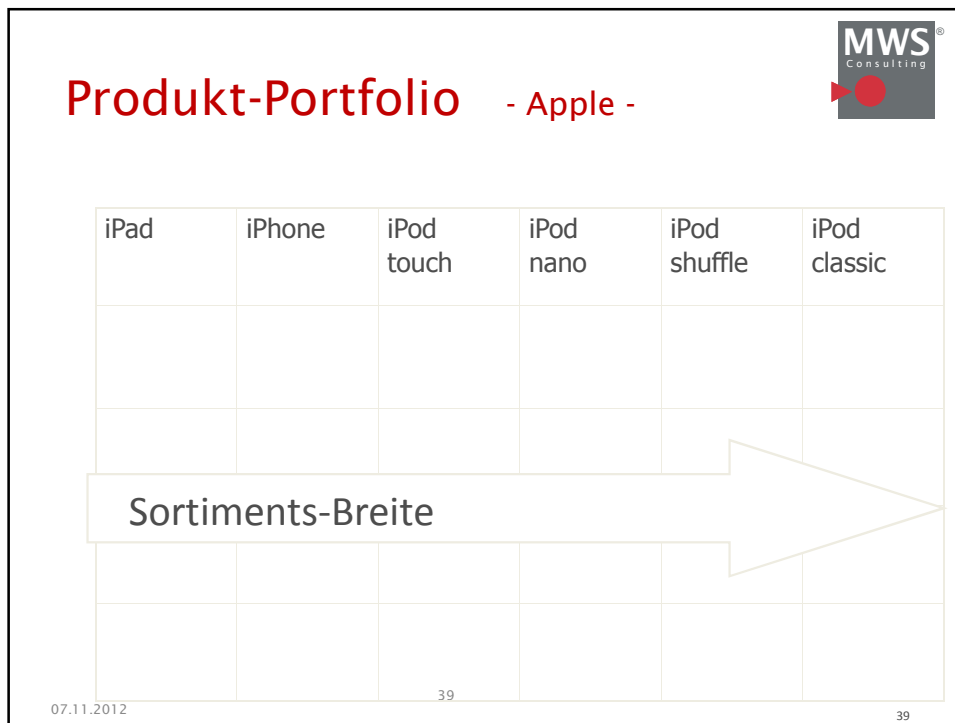 MWS®
Consulting
Produkt-Portfolio - Apple -
iPad iPhone iPod touch iPod nano iPod shuffle iPod classic
Sortiments-Breite
39
07.11.2012
39